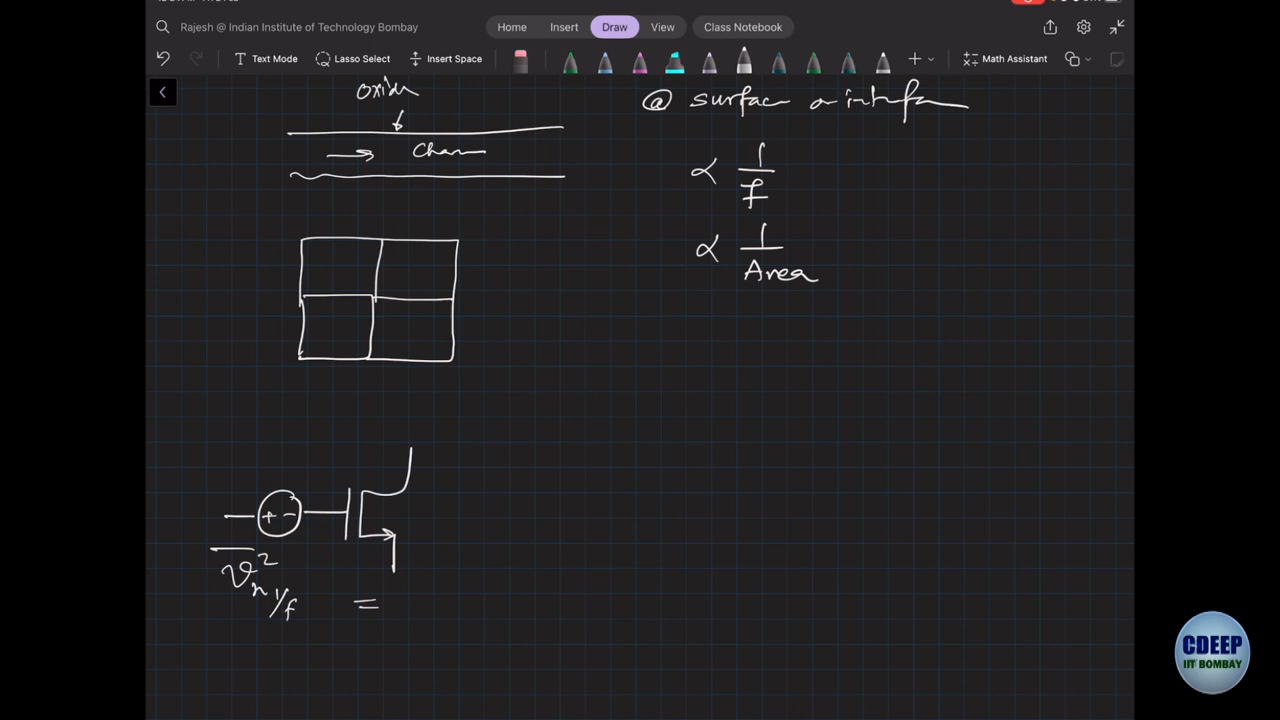 Rajesh @ Indian Institute of Technology Bombay
Home Insert Draw View Class Notebook
Text Mode Lasso Select Insert Space Math Assistant
oxide
@ surface or interface
→ Chan
∝ 1/f
∝ 1/Area
+ −
v̅ₙ²
1/f =
CDEEP
IIT BOMBAY